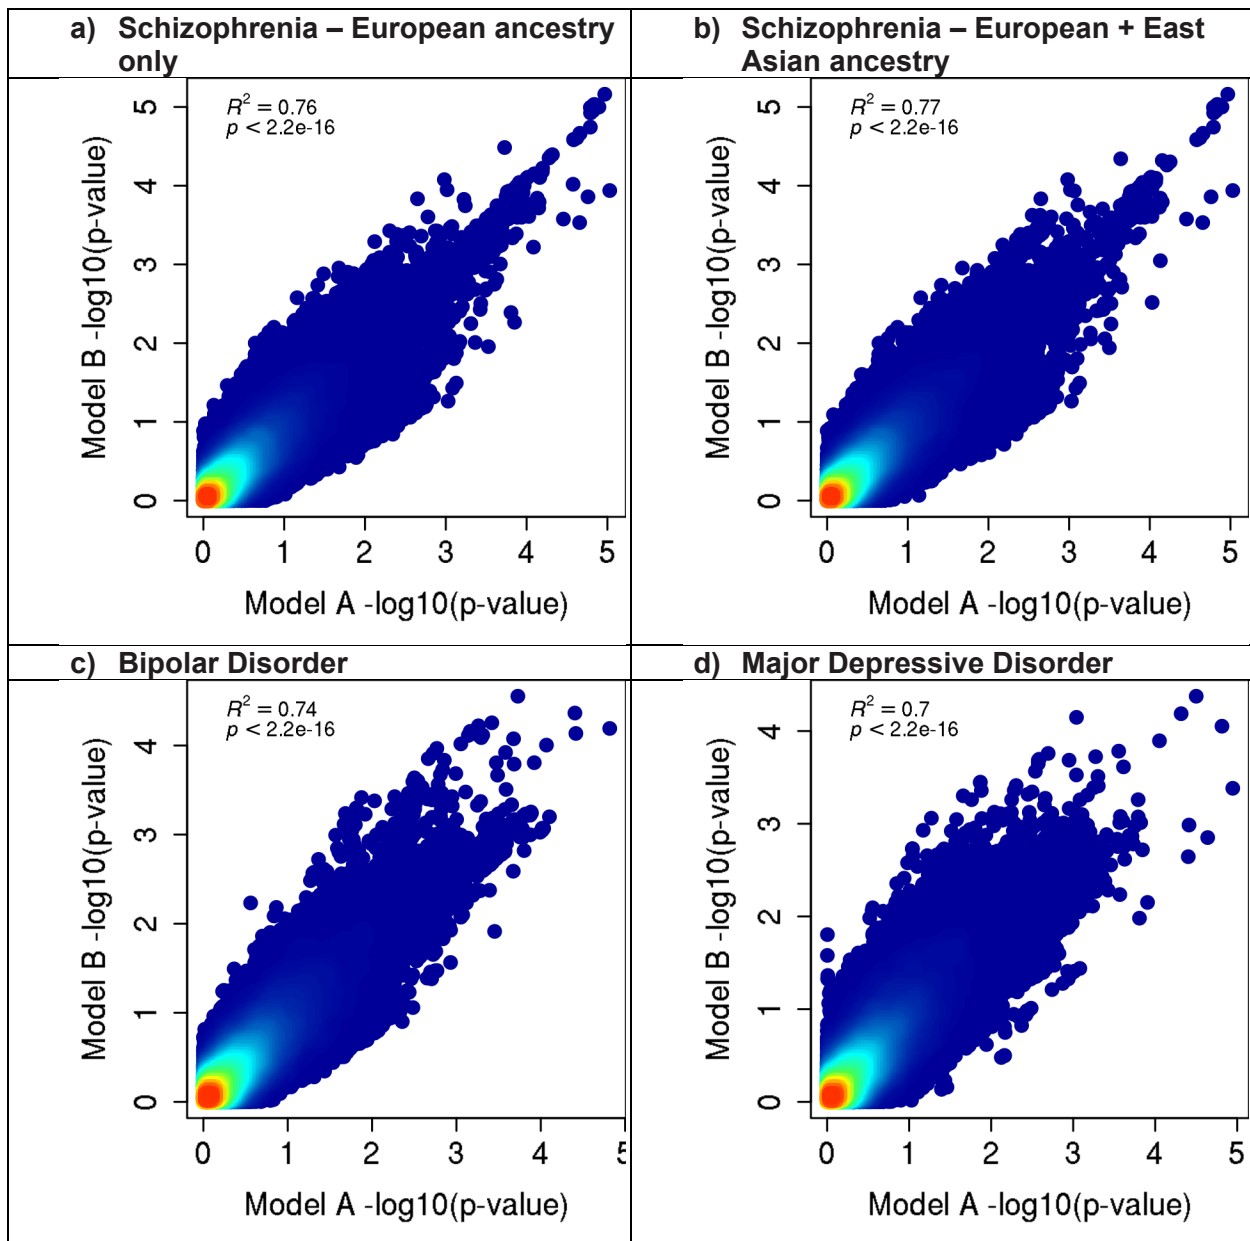 a) Schizophrenia – European ancestry
only
b) Schizophrenia – European + East
Asian ancestry
R² = 0.76
p < 2.2e-16
Model B -log10(p-value)
5
4
3
2
1
0
0 1 2 3 4 5
Model A -log10(p-value)
R² = 0.77
p < 2.2e-16
Model B -log10(p-value)
5
4
3
2
1
0
0 1 2 3 4 5
Model A -log10(p-value)
c) Bipolar Disorder
d) Major Depressive Disorder
R² = 0.74
p < 2.2e-16
Model B -log10(p-value)
4
3
2
1
0
0 1 2 3 4 5
Model A -log10(p-value)
R² = 0.7
p < 2.2e-16
Model B -log10(p-value)
4
3
2
1
0
0 1 2 3 4 5
Model A -log10(p-value)